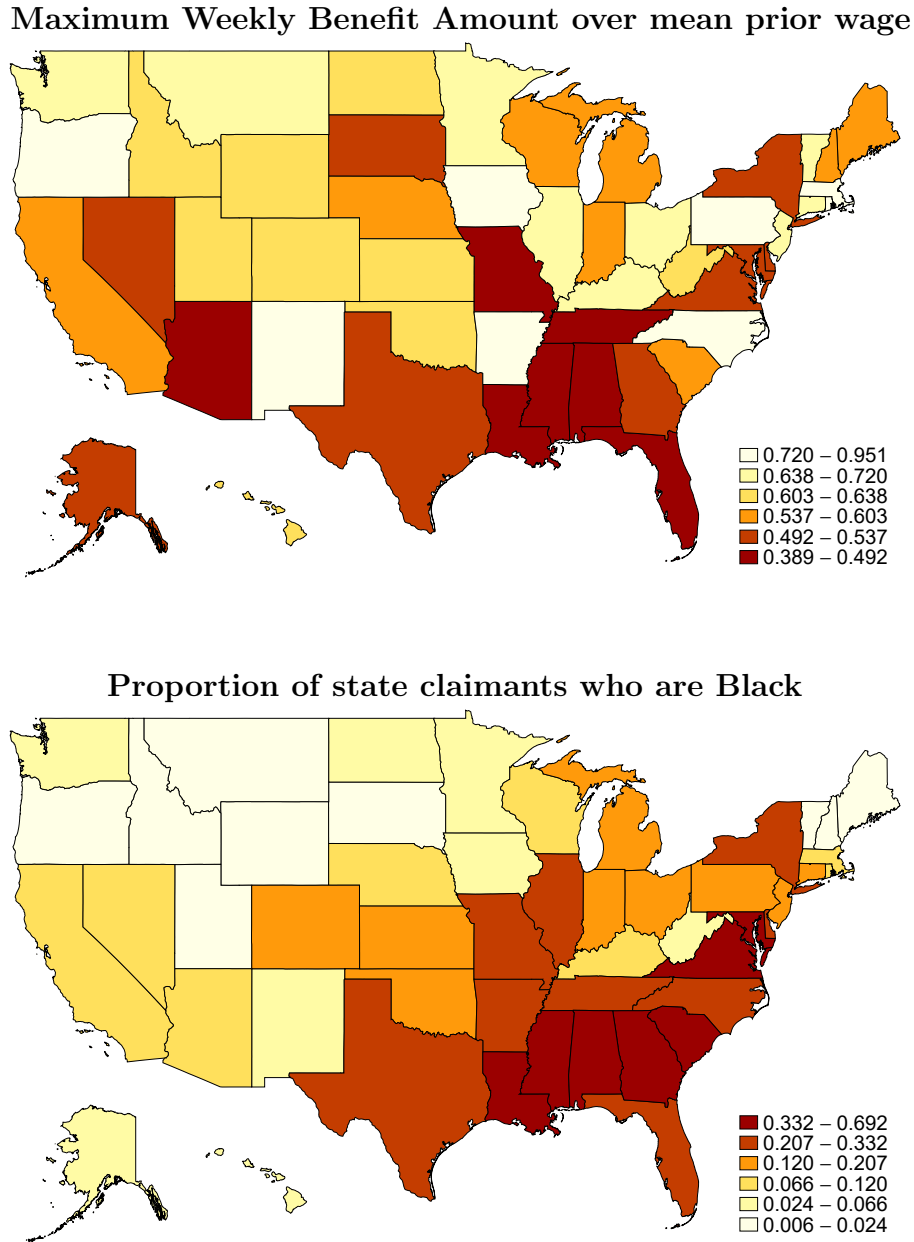 Maximum Weekly Benefit Amount over mean prior wage
0.720 – 0.951
0.638 – 0.720
0.603 – 0.638
0.537 – 0.603
0.492 – 0.537
0.389 – 0.492
Proportion of state claimants who are Black
0.332 – 0.692
0.207 – 0.332
0.120 – 0.207
0.066 – 0.120
0.024 – 0.066
0.006 – 0.024